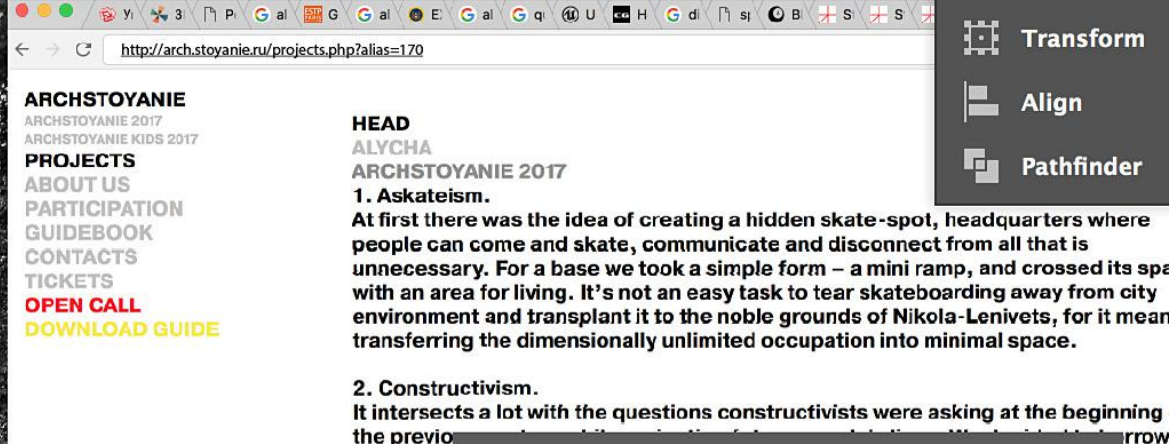 http://arch.stoyanie.ru/projects.php?alias=170
Transform
Align
Pathfinder
ARCHSTOYANIE
ARCHSTOYANIE 2017
ARCHSTOYANIE KIDS 2017
PROJECTS
ABOUT US
PARTICIPATION
GUIDEBOOK
CONTACTS
TICKETS
OPEN CALL
DOWNLOAD GUIDE
HEAD
ALYCHA
ARCHSTOYANIE 2017
1. Askateism.
At first there was the idea of creating a hidden skate-spot, headquarters where
people can come and skate, communicate and disconnect from all that is
unnecessary. For a base we took a simple form – a mini ramp, and crossed its spa
with an area for living. It's not an easy task to tear skateboarding away from city
environment and transplant it to the noble grounds of Nikola-Lenivets, for it mean
transferring the dimensionally unlimited occupation into minimal space.
2. Constructivism.
It intersects a lot with the questions constructivists were asking at the beginning
the previo